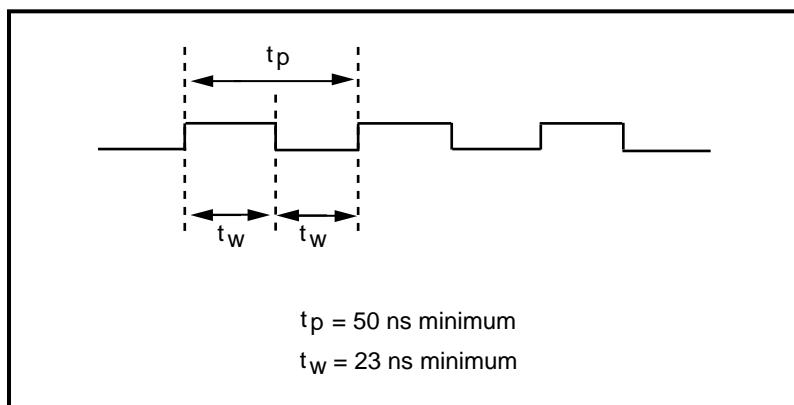 tp
tw tw
tp = 50 ns minimum
tw = 23 ns minimum